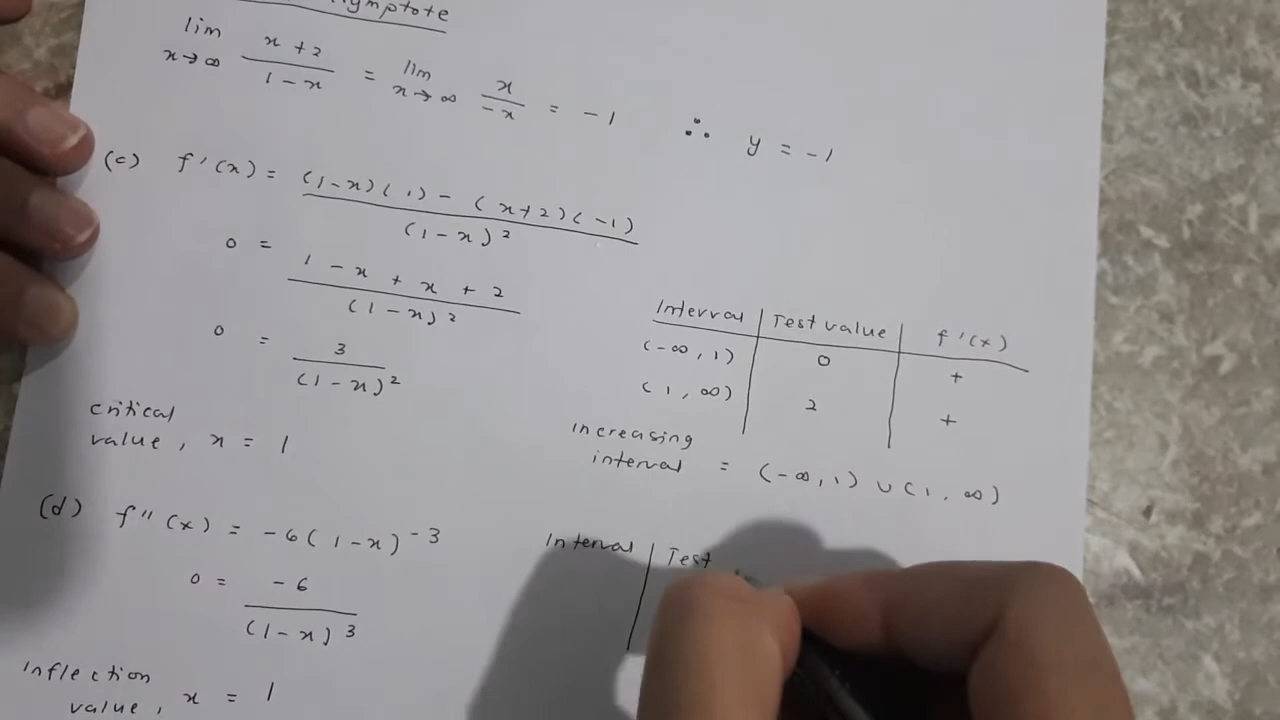 lim x→∞ x+2 / 1-x = lim x→∞ x / -x = -1 ∴ y = -1
(c) f'(x) = (1-x)(1) - (x+2)(-1) / (1-x)²
0 = 1 - x + x + 2 / (1-x)²
0 = 3 / (1-x)²
critical
value, x = 1
Interval Test value f'(x)
(-∞, 1) 0 +
(1, ∞) 2 +
Increasing
interval = (-∞, 1) ∪ (1, ∞)
(d) f''(x) = -6(1-x)⁻³
0 = -6 / (1-x)³
Inflection
value, x = 1
Interval Test